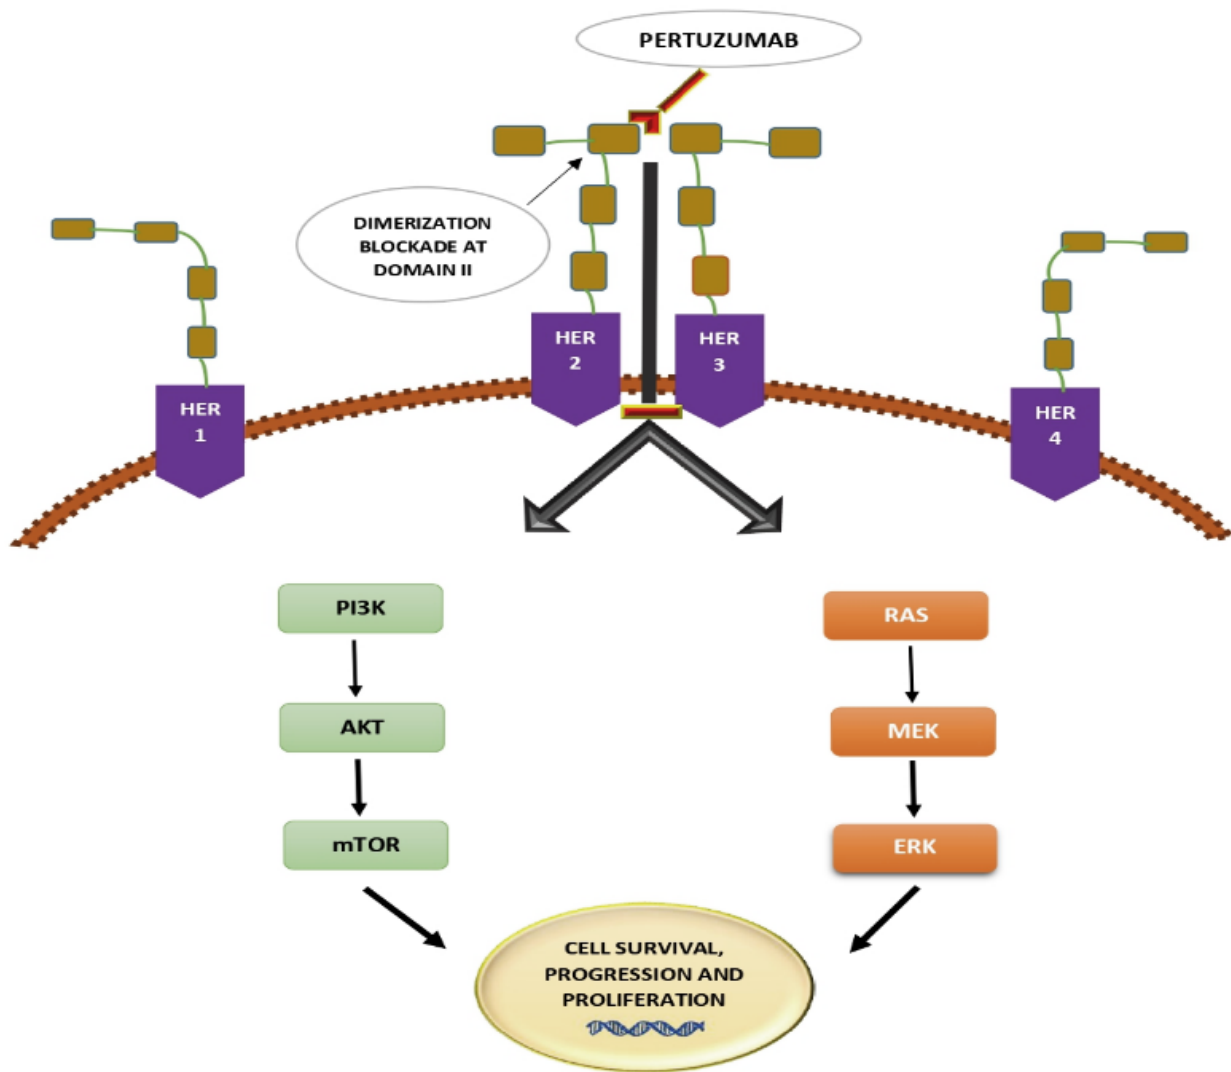 PERTUZUMAB
DIMERIZATION
BLOCKADE AT
DOMAIN II
HER
1
HER
2
HER
3
HER
4
PI3K
AKT
mTOR
RAS
MEK
ERK
CELL SURVIVAL,
PROGRESSION AND
PROLIFERATION